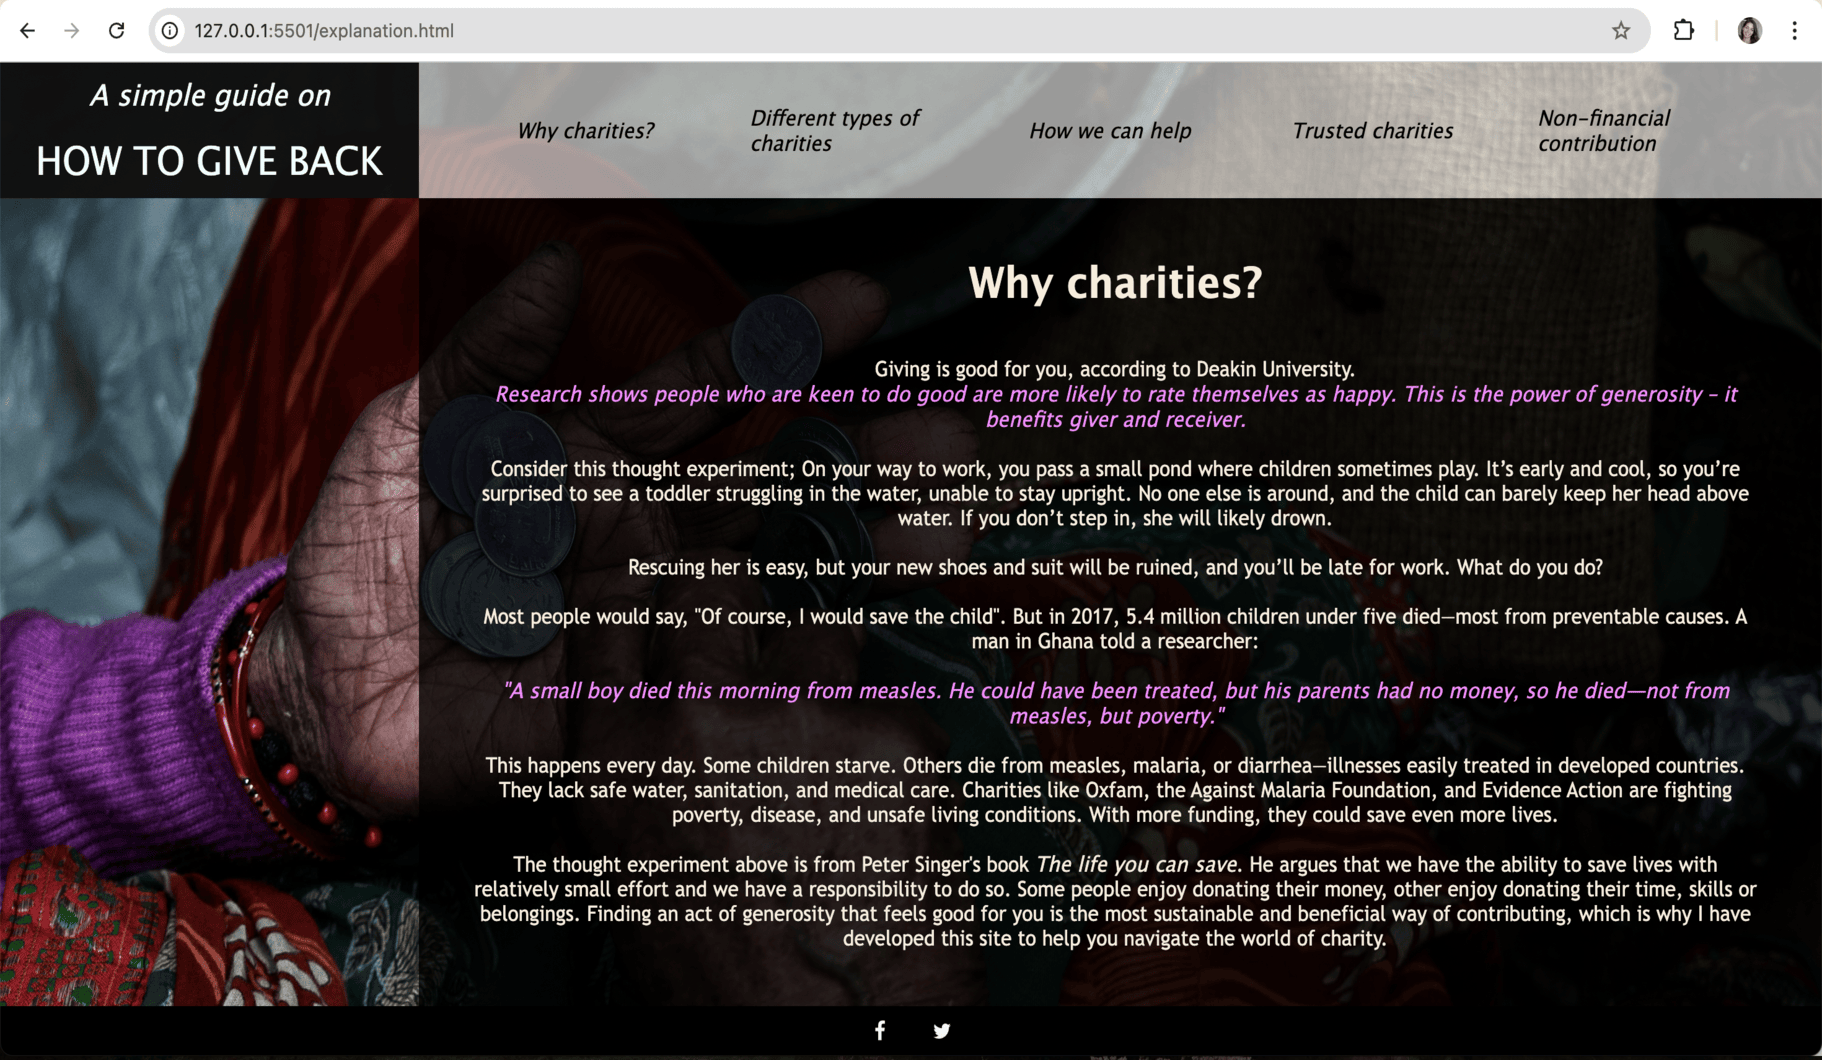 127.0.0.1:5501/explanation.html
A simple guide on
HOW TO GIVE BACK
Why charities?
Different types of
charities
How we can help
Trusted charities
Non-financial
contribution
Why charities?
Giving is good for you, according to Deakin University.
Research shows people who are keen to do good are more likely to rate themselves as happy. This is the power of generosity – it
benefits giver and receiver.
Consider this thought experiment; On your way to work, you pass a small pond where children sometimes play. It’s early and cool, so you’re
surprised to see a toddler struggling in the water, unable to stay upright. No one else is around, and the child can barely keep her head above
water. If you don’t step in, she will likely drown.
Rescuing her is easy, but your new shoes and suit will be ruined, and you’ll be late for work. What do you do?
Most people would say, "Of course, I would save the child". But in 2017, 5.4 million children under five died—most from preventable causes. A
man in Ghana told a researcher:
"A small boy died this morning from measles. He could have been treated, but his parents had no money, so he died—not from
measles, but poverty."
This happens every day. Some children starve. Others die from measles, malaria, or diarrhea—illnesses easily treated in developed countries.
They lack safe water, sanitation, and medical care. Charities like Oxfam, the Against Malaria Foundation, and Evidence Action are fighting
poverty, disease, and unsafe living conditions. With more funding, they could save even more lives.
The thought experiment above is from Peter Singer's book The life you can save. He argues that we have the ability to save lives with
relatively small effort and we have a responsibility to do so. Some people enjoy donating their money, other enjoy donating their time, skills or
belongings. Finding an act of generosity that feels good for you is the most sustainable and beneficial way of contributing, which is why I have
developed this site to help you navigate the world of charity.